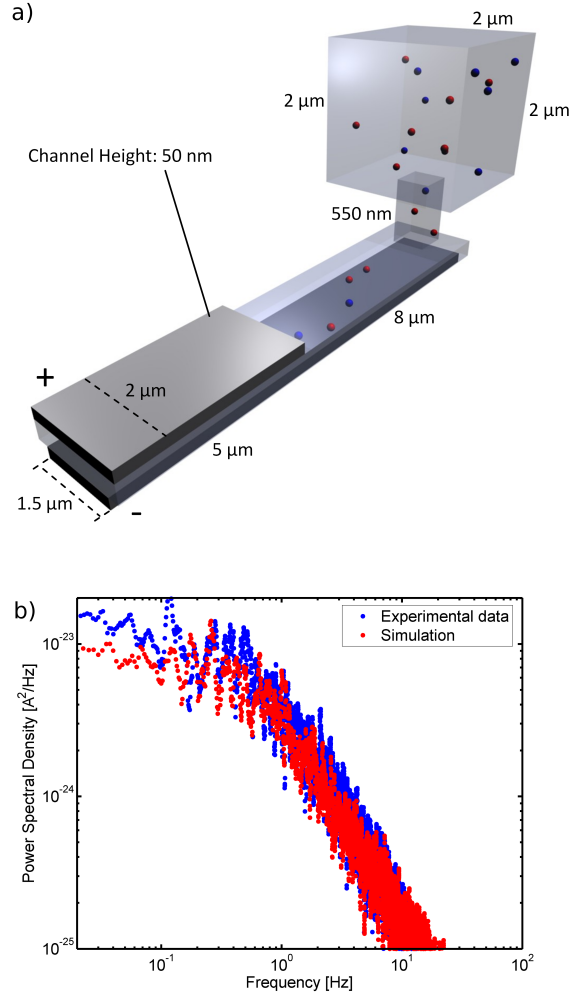 a)
2 μm
2 μm
2 μm
Channel Height: 50 nm
550 nm
8 μm
+
2 μm
5 μm
1.5 μm
-
b)
Experimental data
Simulation
Power Spectral Density [A²/Hz]
10⁻²³
10⁻²⁴
10⁻²⁵
10⁻¹ 10⁰ 10¹ 10²
Frequency [Hz]